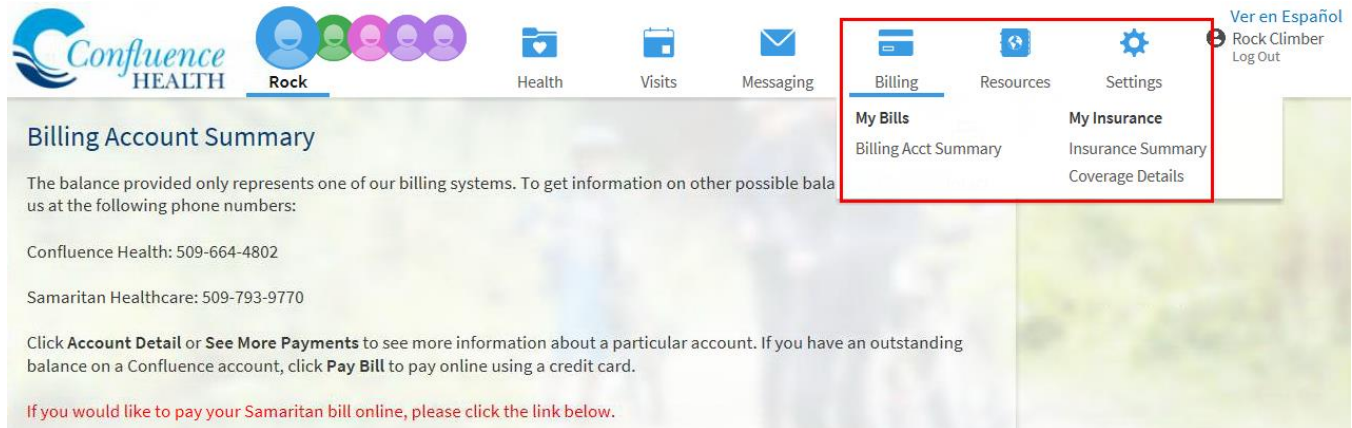 Confluence
HEALTH
Rock
Health
Visits
Messaging
Billing
Resources
Settings
Ver en Español
Rock Climber
Log Out
My Bills
Billing Acct Summary
My Insurance
Insurance Summary
Coverage Details
Billing Account Summary
The balance provided only represents one of our billing systems. To get information on other possible bala
us at the following phone numbers:
Confluence Health: 509-664-4802
Samaritan Healthcare: 509-793-9770
Click Account Detail or See More Payments to see more information about a particular account. If you have an outstanding
balance on a Confluence account, click Pay Bill to pay online using a credit card.
If you would like to pay your Samaritan bill online, please click the link below.